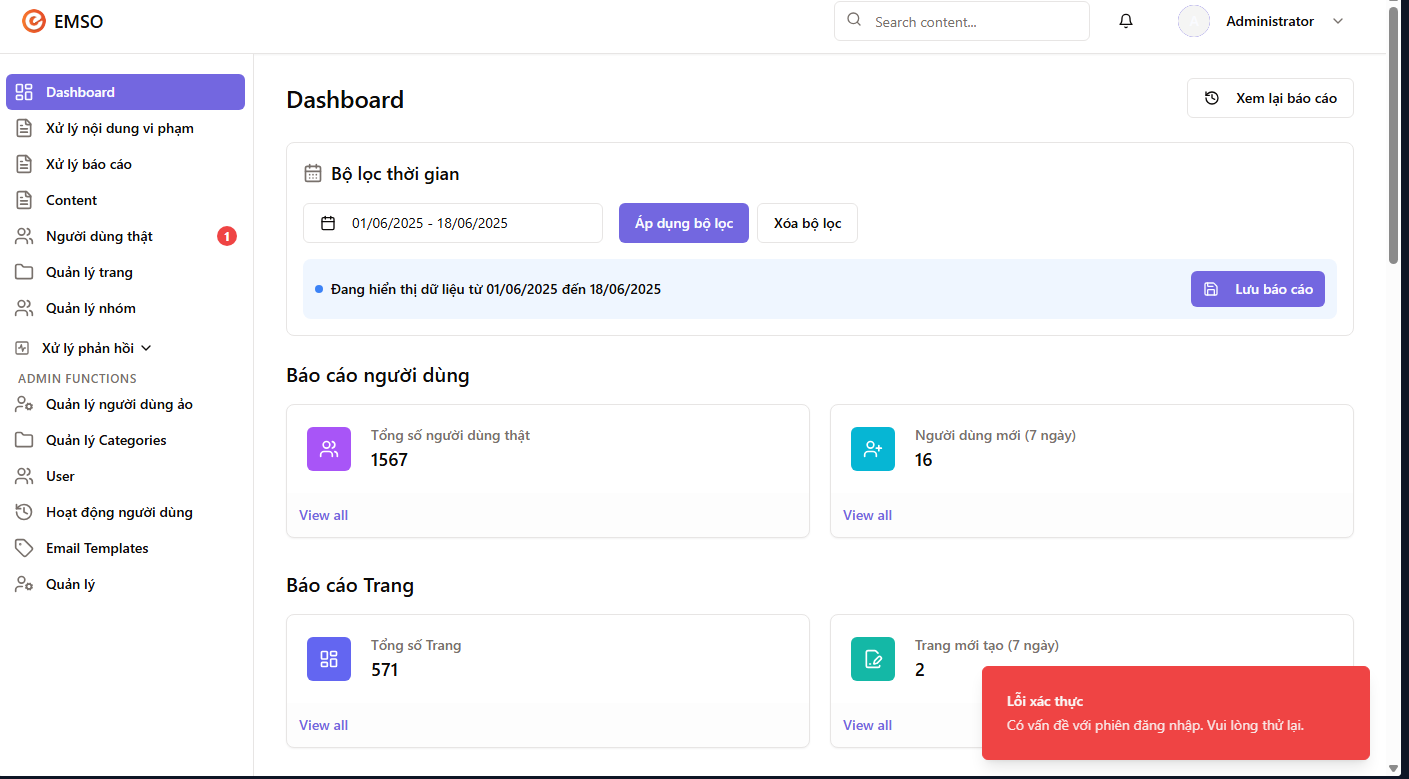 EMSO
Search content...
Administrator
Dashboard
Xử lý nội dung vi phạm
Xử lý báo cáo
Content
Người dùng thật
1
Quản lý trang
Quản lý nhóm
Xử lý phản hồi
ADMIN FUNCTIONS
Quản lý người dùng ảo
Quản lý Categories
User
Hoạt động người dùng
Email Templates
Quản lý
Dashboard
Xem lại báo cáo
Bộ lọc thời gian
01/06/2025 - 18/06/2025
Áp dụng bộ lọc
Xóa bộ lọc
Đang hiển thị dữ liệu từ 01/06/2025 đến 18/06/2025
Lưu báo cáo
Báo cáo người dùng
Tổng số người dùng thật
1567
View all
Người dùng mới (7 ngày)
16
View all
Báo cáo Trang
Tổng số Trang
571
View all
Trang mới tạo (7 ngày)
2
View all
Lỗi xác thực
Có vấn đề với phiên đăng nhập. Vui lòng thử lại.